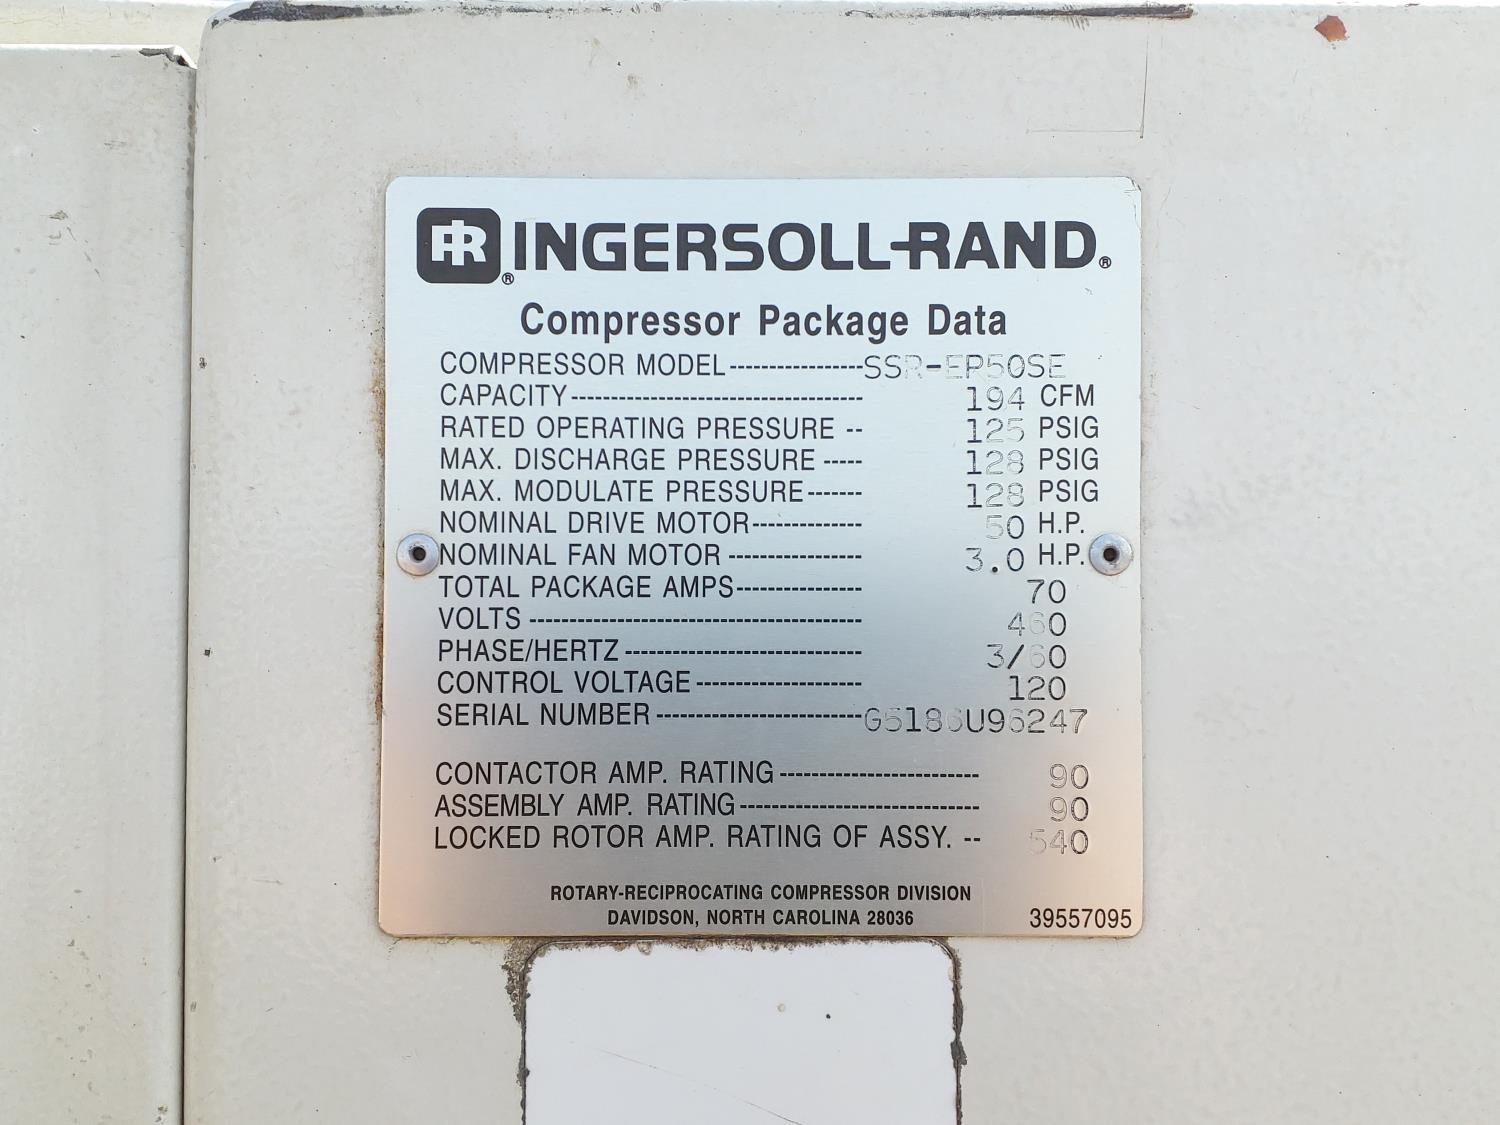 IR® INGERSOLL-RAND®
Compressor Package Data
COMPRESSOR MODEL-----------------SSR-EP50SE
CAPACITY------------------------------------- 194 CFM
RATED OPERATING PRESSURE -- 125 PSIG
MAX. DISCHARGE PRESSURE ----- 128 PSIG
MAX. MODULATE PRESSURE------- 128 PSIG
NOMINAL DRIVE MOTOR-------------- 50 H.P.
NOMINAL FAN MOTOR ----------------- 3.0 H.P.
TOTAL PACKAGE AMPS---------------- 70
VOLTS ------------------------------------------ 460
PHASE/HERTZ ------------------------------ 3/60
CONTROL VOLTAGE --------------------- 120
SERIAL NUMBER --------------------------G5186U96247
CONTACTOR AMP. RATING ------------------------- 90
ASSEMBLY AMP. RATING------------------------------ 90
LOCKED ROTOR AMP. RATING OF ASSY. -- 540
ROTARY-RECIPROCATING COMPRESSOR DIVISION
DAVIDSON, NORTH CAROLINA 28036
39557095